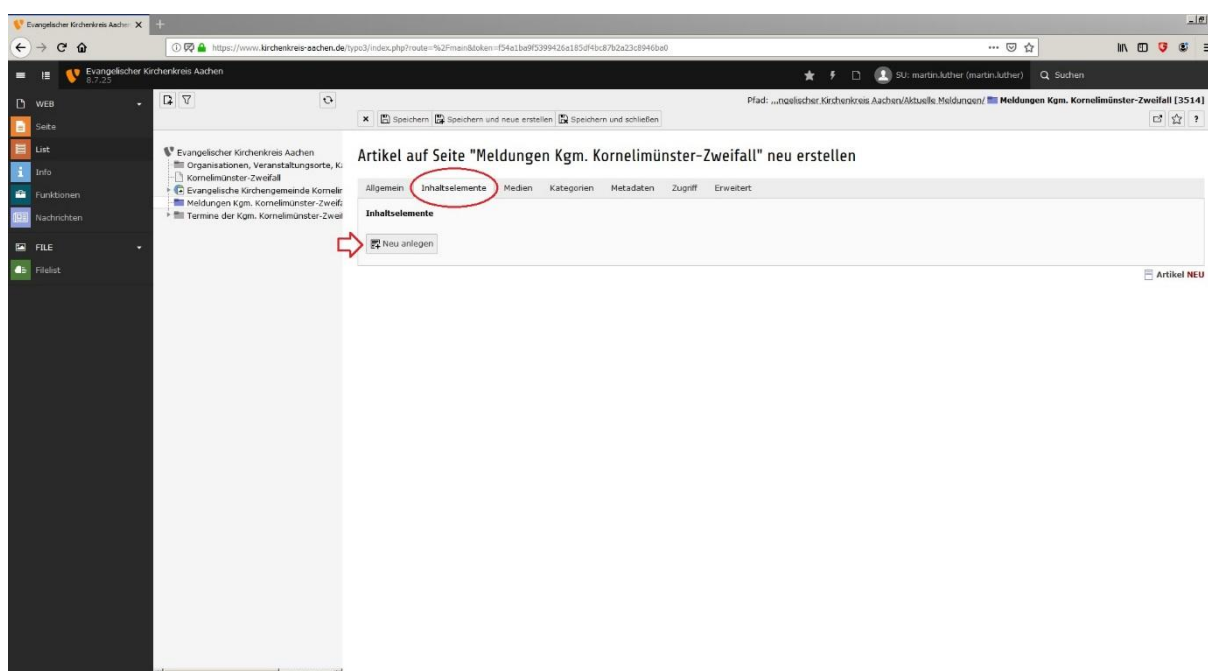 Evangelischer Kirchenkreis Aachen
https://www.kirchenkreis-aachen.de/typo3/index.php?route=%2Fmain&token=f54a1ba9f5399426a185df4bc87b2a23c8946ba0
Evangelischer Kirchenkreis Aachen
8.7.25
SU: martin.luther (martin.luther)
Suchen
WEB
Seite
List
Info
Funktionen
Nachrichten
FILE
Filelist
Evangelischer Kirchenkreis Aachen
Organisationen, Veranstaltungsorte, Ka
Kornelimünster-Zweifall
Evangelische Kirchengemeinde Kornelin
Meldungen Kgm. Kornelimünster-Zweifa
Termine der Kgm. Kornelimünster-Zweif
Pfad: ...ngelischer Kirchenkreis Aachen/Aktuelle Meldungen/ Meldungen Kgm. Kornelimünster-Zweifall [3514]
Speichern Speichern und neue erstellen Speichern und schließen
Artikel auf Seite "Meldungen Kgm. Kornelimünster-Zweifall" neu erstellen
Allgemein Inhaltselemente Medien Kategorien Metadaten Zugriff Erweitert
Inhaltselemente
Neu anlegen
Artikel NEU